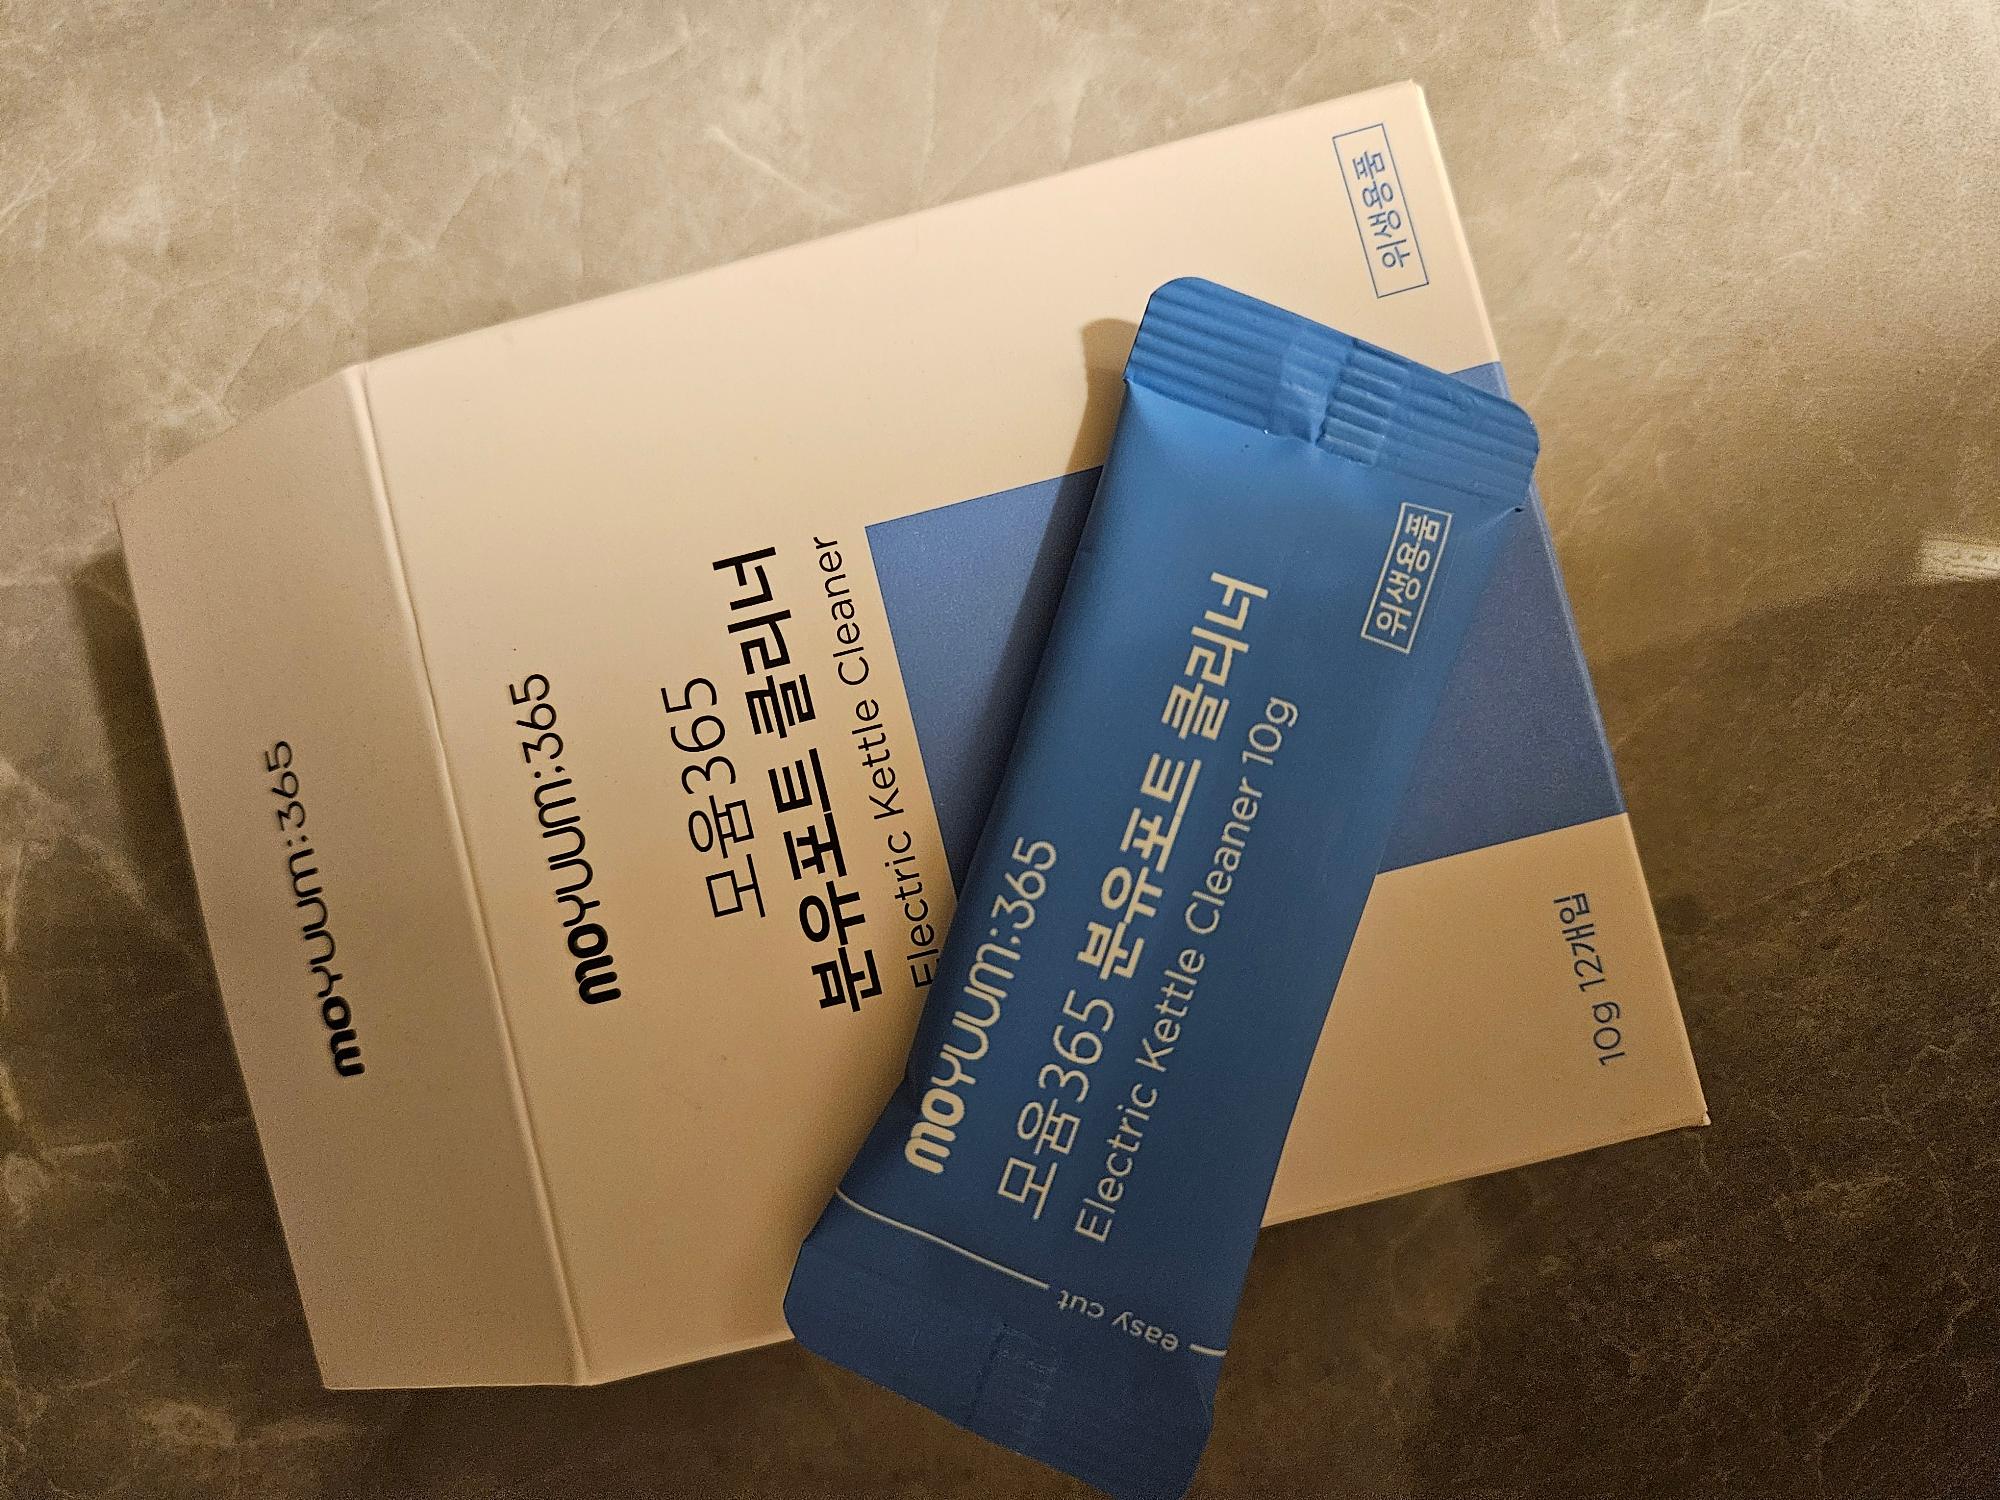 moyuum:365
moyuum:365
모윰365
분유포트 클리너
Electric Kettle Cleaner
위생용품
10g 12개입
moyuum:365
모윰365 분유포트 클리너
Electric Kettle Cleaner 10g
위생용품
easy cut